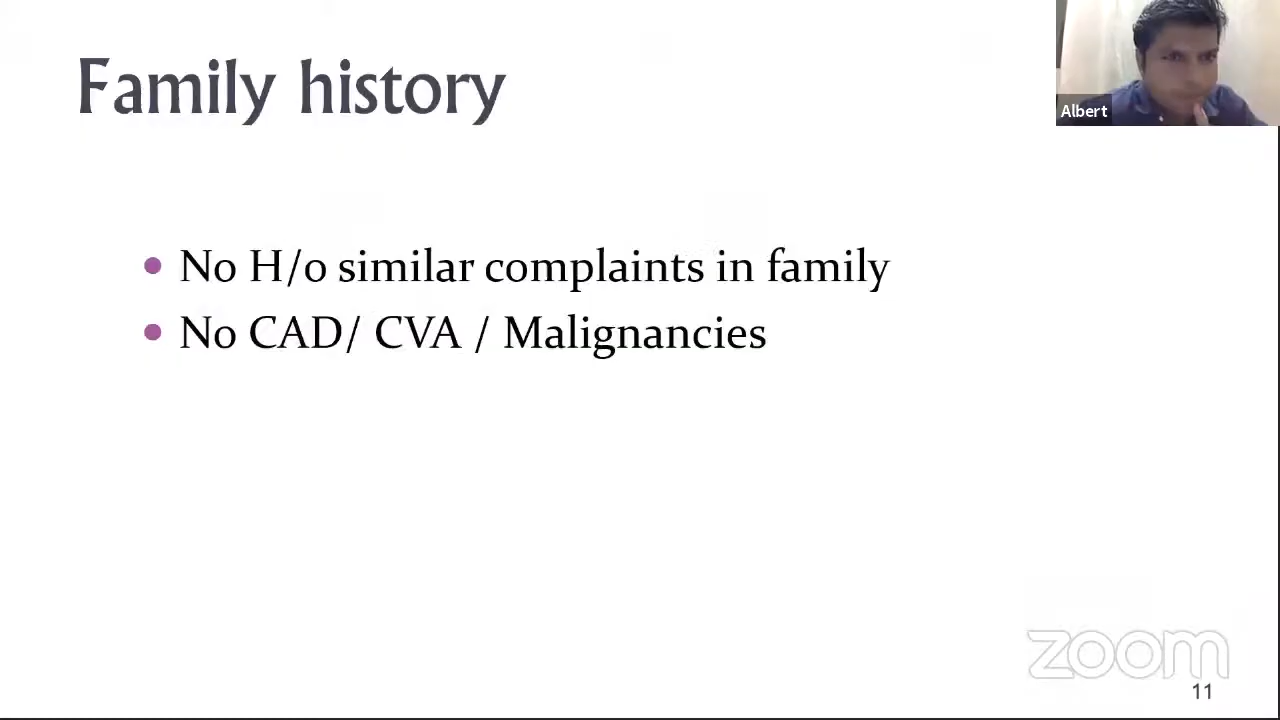 Family history
Albert
No H/o similar complaints in family
No CAD/ CVA / Malignancies
zoom
11